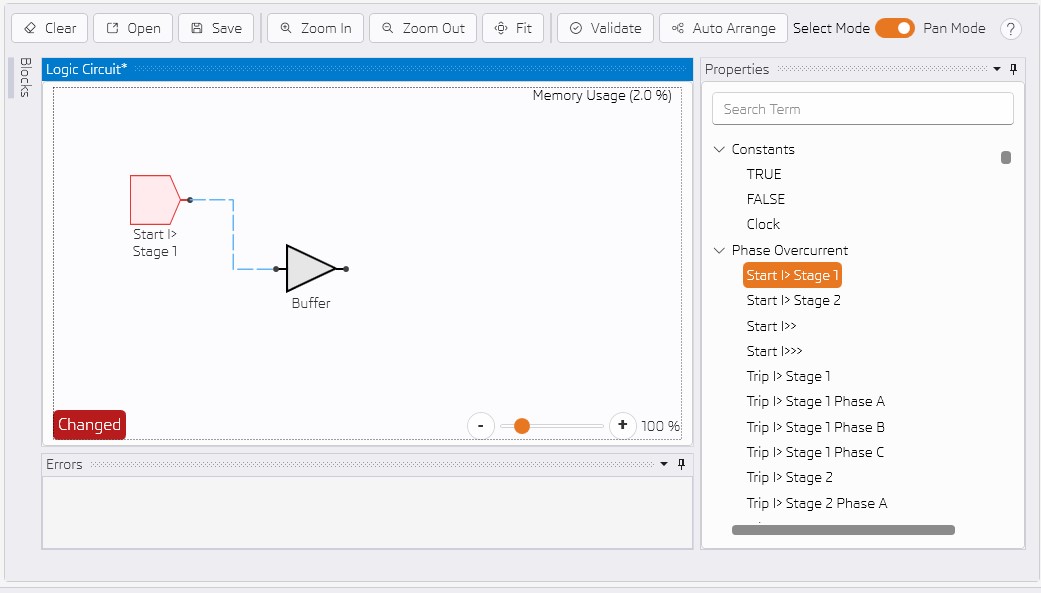 Clear
Open
Save
Zoom In
Zoom Out
Fit
Validate
Auto Arrange
Select Mode
Pan Mode
?
Blocks
Logic Circuit*
Memory Usage (2.0 %)
Start I>
Stage 1
Buffer
Changed
-
+
100 %
Errors
Properties
Search Term
Constants
TRUE
FALSE
Clock
Phase Overcurrent
Start I> Stage 1
Start I> Stage 2
Start I>>
Start I>>>
Trip I> Stage 1
Trip I> Stage 1 Phase A
Trip I> Stage 1 Phase B
Trip I> Stage 1 Phase C
Trip I> Stage 2
Trip I> Stage 2 Phase A